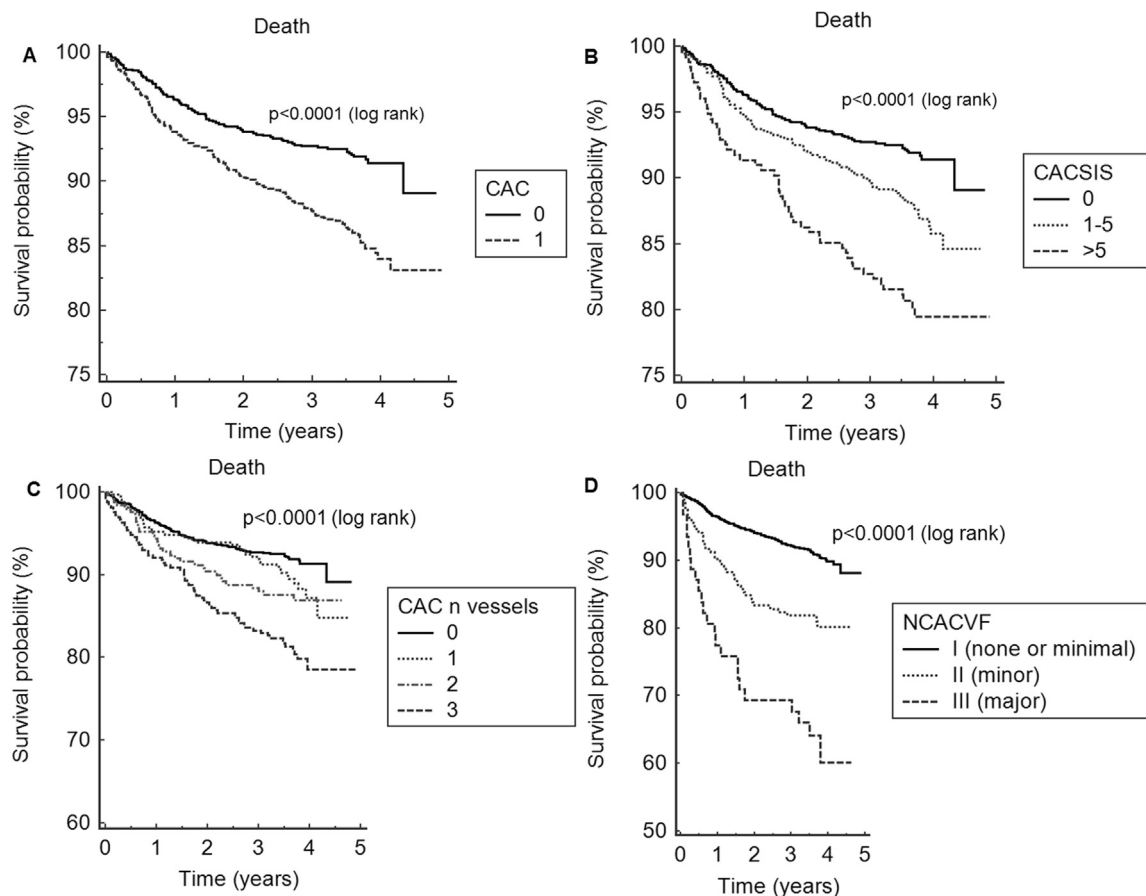 Death
A
100
95
90
85
80
75
Survival probability (%)
p<0.0001 (log rank)
CAC
0
1
0 1 2 3 4 5
Time (years)
Death
B
100
95
90
85
80
75
Survival probability (%)
p<0.0001 (log rank)
CACSIS
0
1-5
>5
0 1 2 3 4 5
Time (years)
Death
C
100
90
80
70
60
Survival probability (%)
p<0.0001 (log rank)
CAC n vessels
0
1
2
3
0 1 2 3 4 5
Time (years)
Death
D
100
90
80
70
60
50
Survival probability (%)
p<0.0001 (log rank)
NCACVF
I (none or minimal)
II (minor)
III (major)
0 1 2 3 4 5
Time (years)